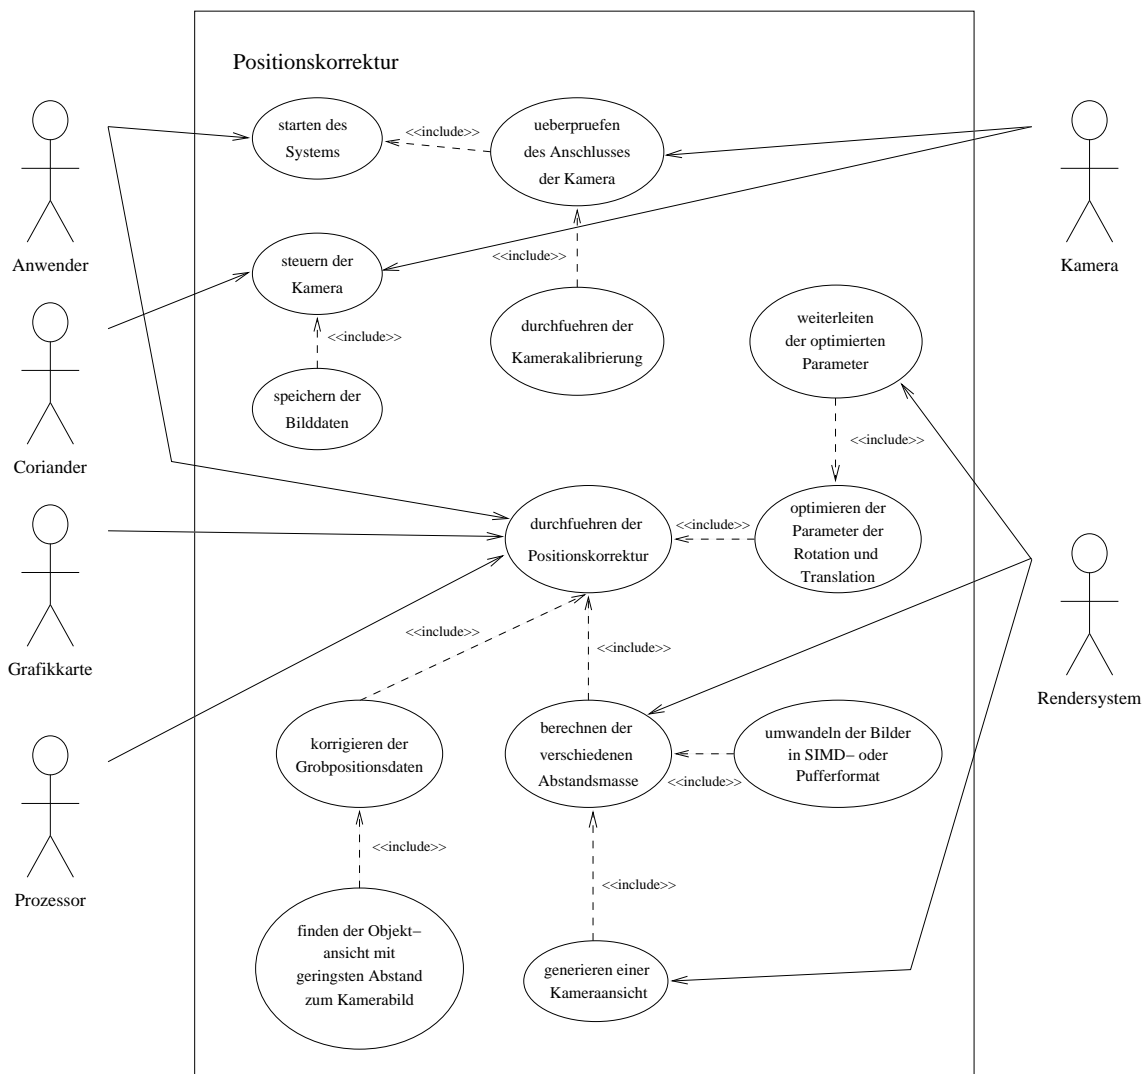 Positionskorrektur
starten des
Systems
<<include>>
ueberpruefen
des Anschlusses
der Kamera
Anwender
Kamera
steuern der
Kamera
<<include>>
<<include>>
durchfuehren der
Kamerakalibrierung
weiterleiten
der optimierten
Parameter
speichern der
Bilddaten
<<include>>
Coriander
durchfuehren der
Positionskorrektur
<<include>>
optimieren der
Parameter der
Rotation und
Translation
Grafikkarte
<<include>>
<<include>>
Rendersystem
korrigieren der
Grobpositionsdaten
berechnen der
verschiedenen
Abstandsmasse
<<include>>
umwandeln der Bilder
in SIMD– oder
Pufferformat
<<include>>
Prozessor
<<include>>
finden der Objekt–
ansicht mit
geringsten Abstand
zum Kamerabild
generieren einer
Kameraansicht